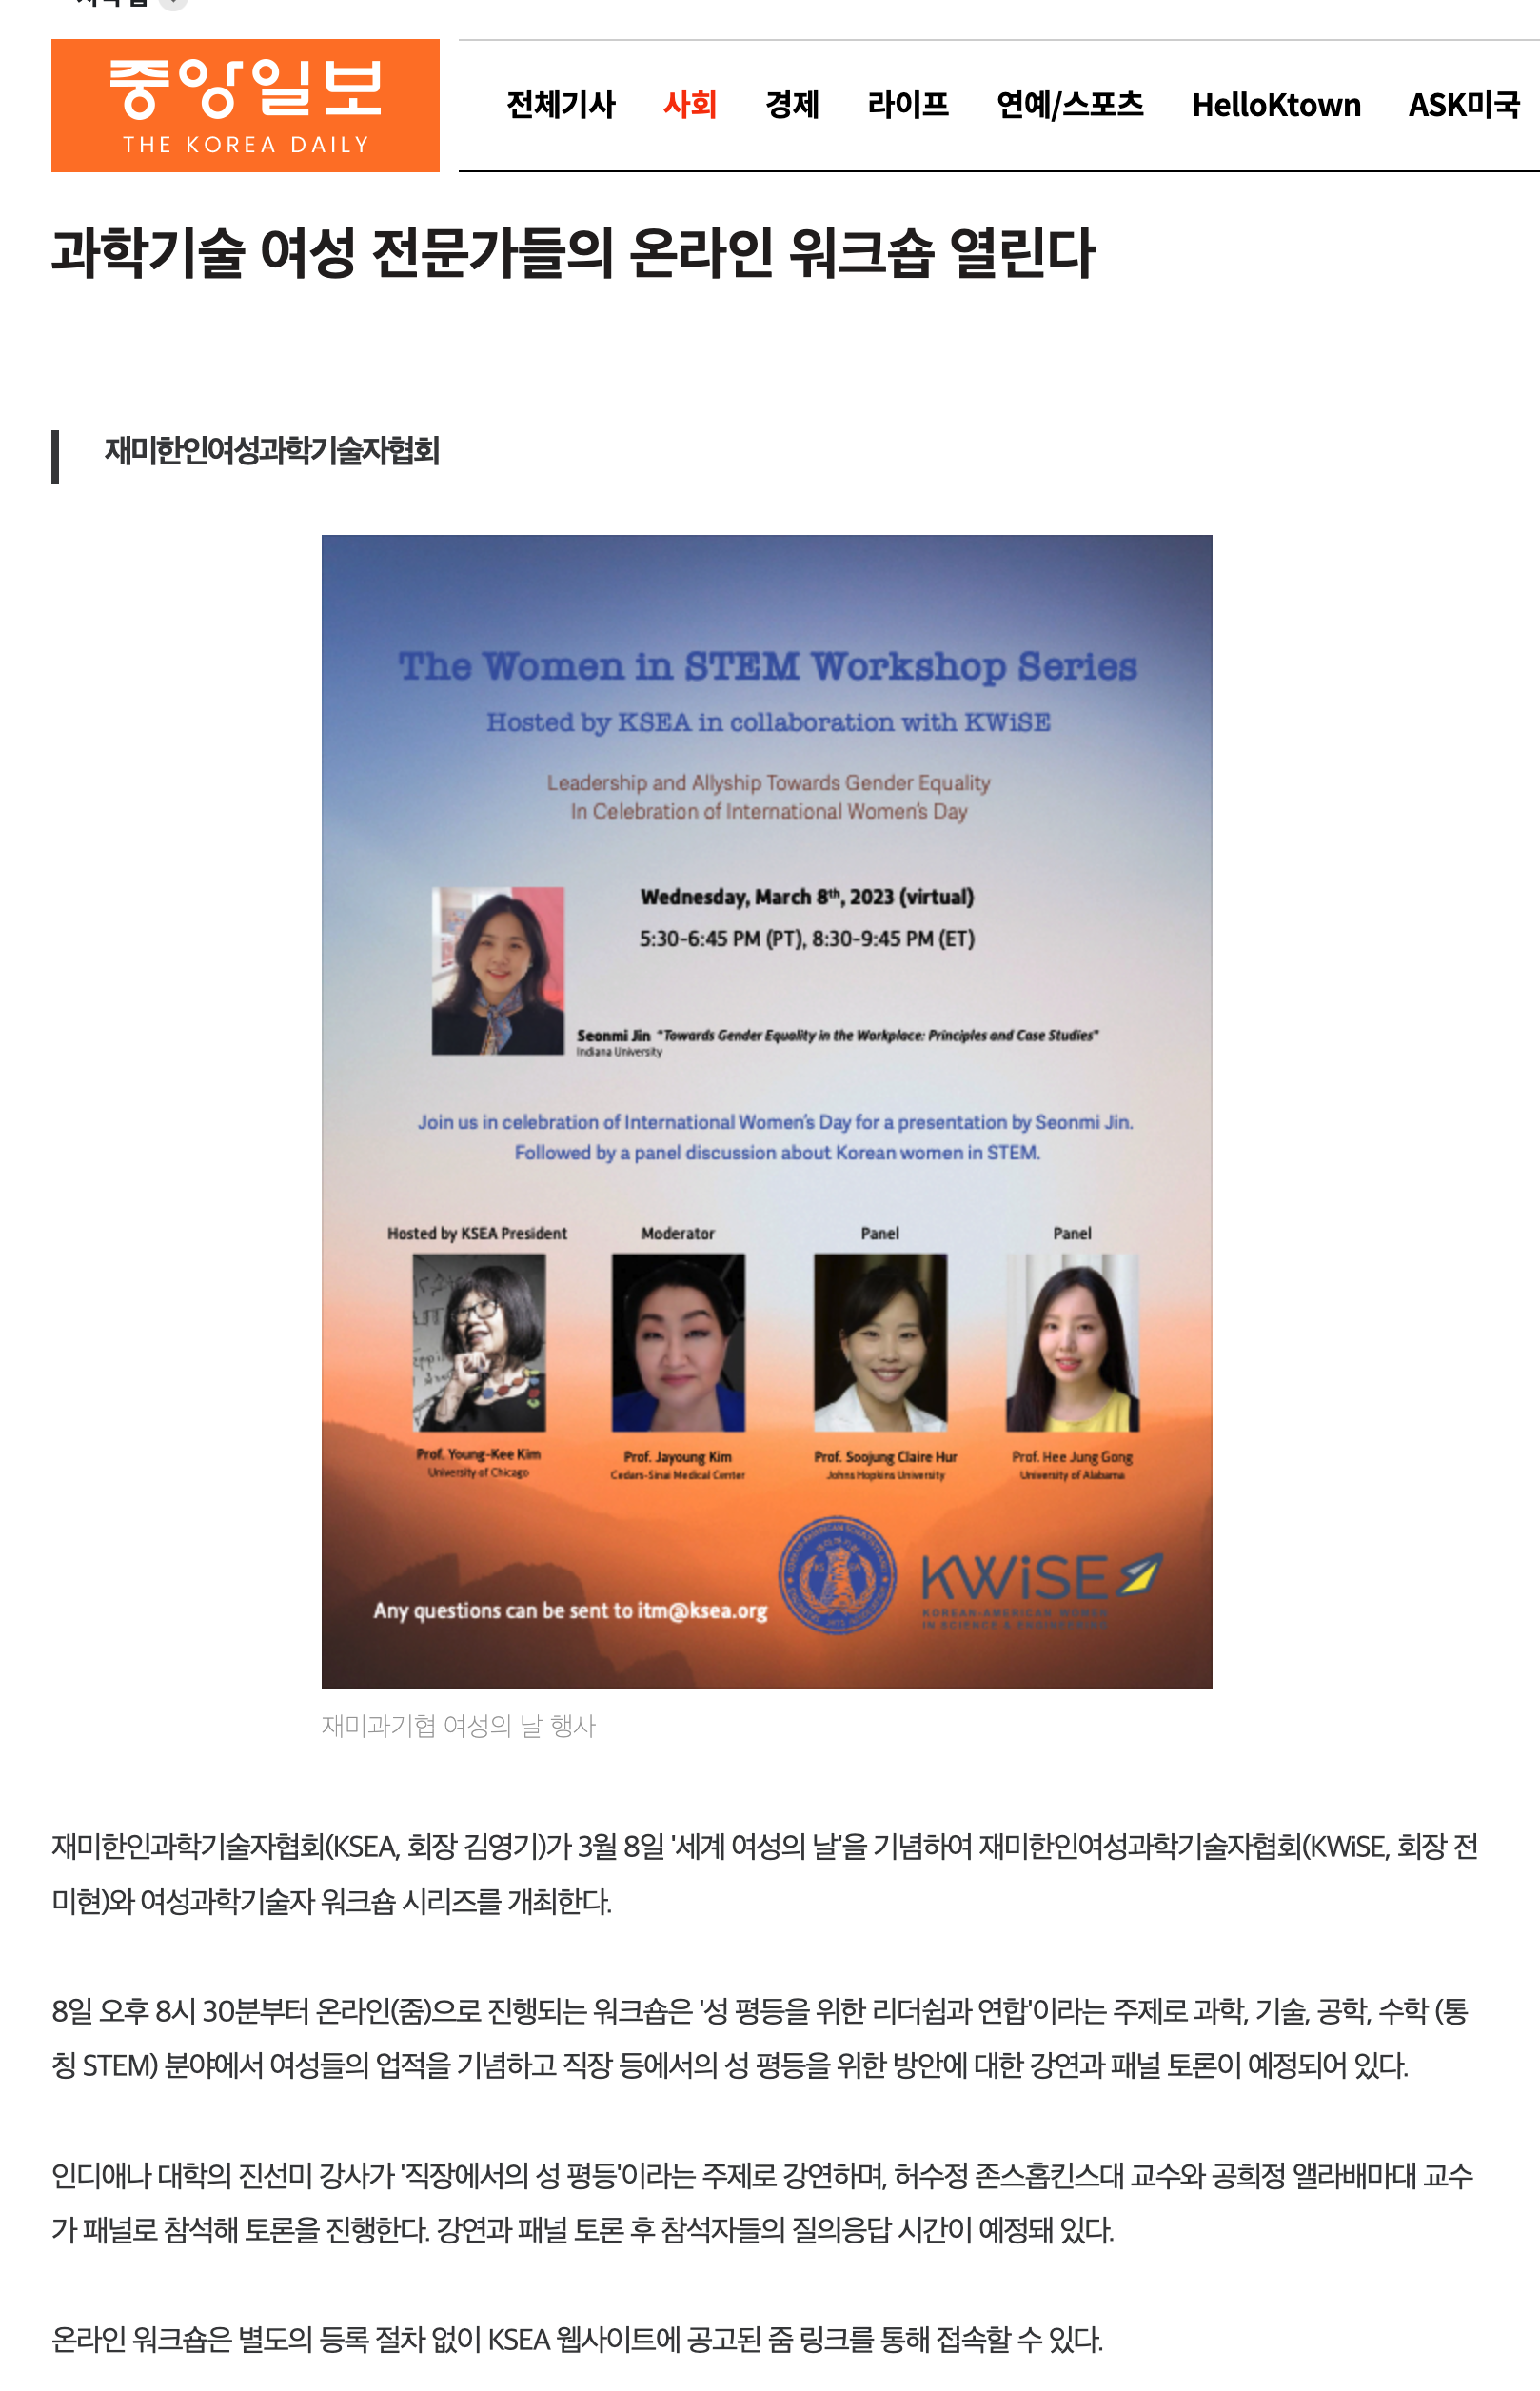 중앙일보
THE KOREA DAILY
전체기사 사회 경제 라이프 연예/스포츠 HelloKtown ASK미국
과학기술 여성 전문가들의 온라인 워크숍 열린다
재미한인여성과학기술자협회
The Women in STEM Workshop Series
Hosted by KSEA in collaboration with KWiSE
Leadership and Allyship Towards Gender Equality
In Celebration of International Women's Day
Wednesday, March 8th, 2023 (virtual)
5:30-6:45 PM (PT), 8:30-9:45 PM (ET)
Seonmi Jin "Towards Gender Equality in the Workplace: Principles and Case Studies"
Indiana University
Join us in celebration of International Women's Day for a presentation by Seonmi Jin.
Followed by a panel discussion about Korean women in STEM.
Hosted by KSEA President Moderator Panel Panel
Prof. Young-Kee Kim Prof. Jayoung Kim Prof. Soojung Claire Hur Prof. Hee Jung Gong
University of Chicago Cedars-Sinai Medical Center Johns Hopkins University University of Alabama
Any questions can be sent to itm@ksea.org
KWiSE
KOREAN-AMERICAN WOMEN
IN SCIENCE & ENGINEERING
재미과기협 여성의 날 행사
재미한인과학기술자협회(KSEA, 회장 김영기)가 3월 8일 '세계 여성의 날'을 기념하여 재미한인여성과학기술자협회(KWiSE, 회장 전
미현)와 여성과학기술자 워크숍 시리즈를 개최한다.
8일 오후 8시 30분부터 온라인(줌)으로 진행되는 워크숍은 '성 평등을 위한 리더쉽과 연합'이라는 주제로 과학, 기술, 공학, 수학 (통
칭 STEM) 분야에서 여성들의 업적을 기념하고 직장 등에서의 성 평등을 위한 방안에 대한 강연과 패널 토론이 예정되어 있다.
인디애나 대학의 진선미 강사가 '직장에서의 성 평등'이라는 주제로 강연하며, 허수정 존스홉킨스대 교수와 공희정 앨라배마대 교수
가 패널로 참석해 토론을 진행한다. 강연과 패널 토론 후 참석자들의 질의응답 시간이 예정돼 있다.
온라인 워크숍은 별도의 등록 절차 없이 KSEA 웹사이트에 공고된 줌 링크를 통해 접속할 수 있다.